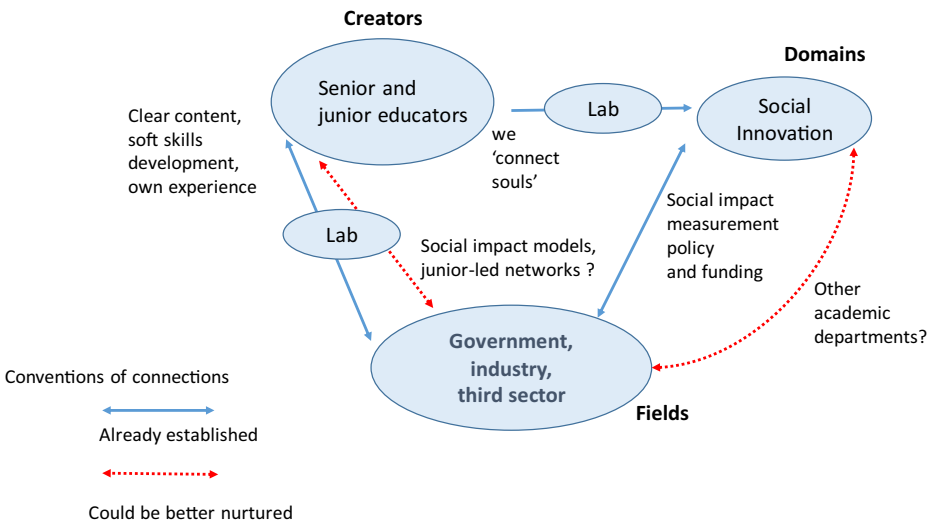 Creators
Domains
Senior and
junior educators
Lab
Social
Innovation
Clear content,
soft skills
development,
own experience
we
‘connect
souls’
Lab
Social impact models,
junior-led networks ?
Social impact
measurement
policy
and funding
Other
academic
departments?
Government,
industry,
third sector
Fields
Conventions of connections
Already established
Could be better nurtured